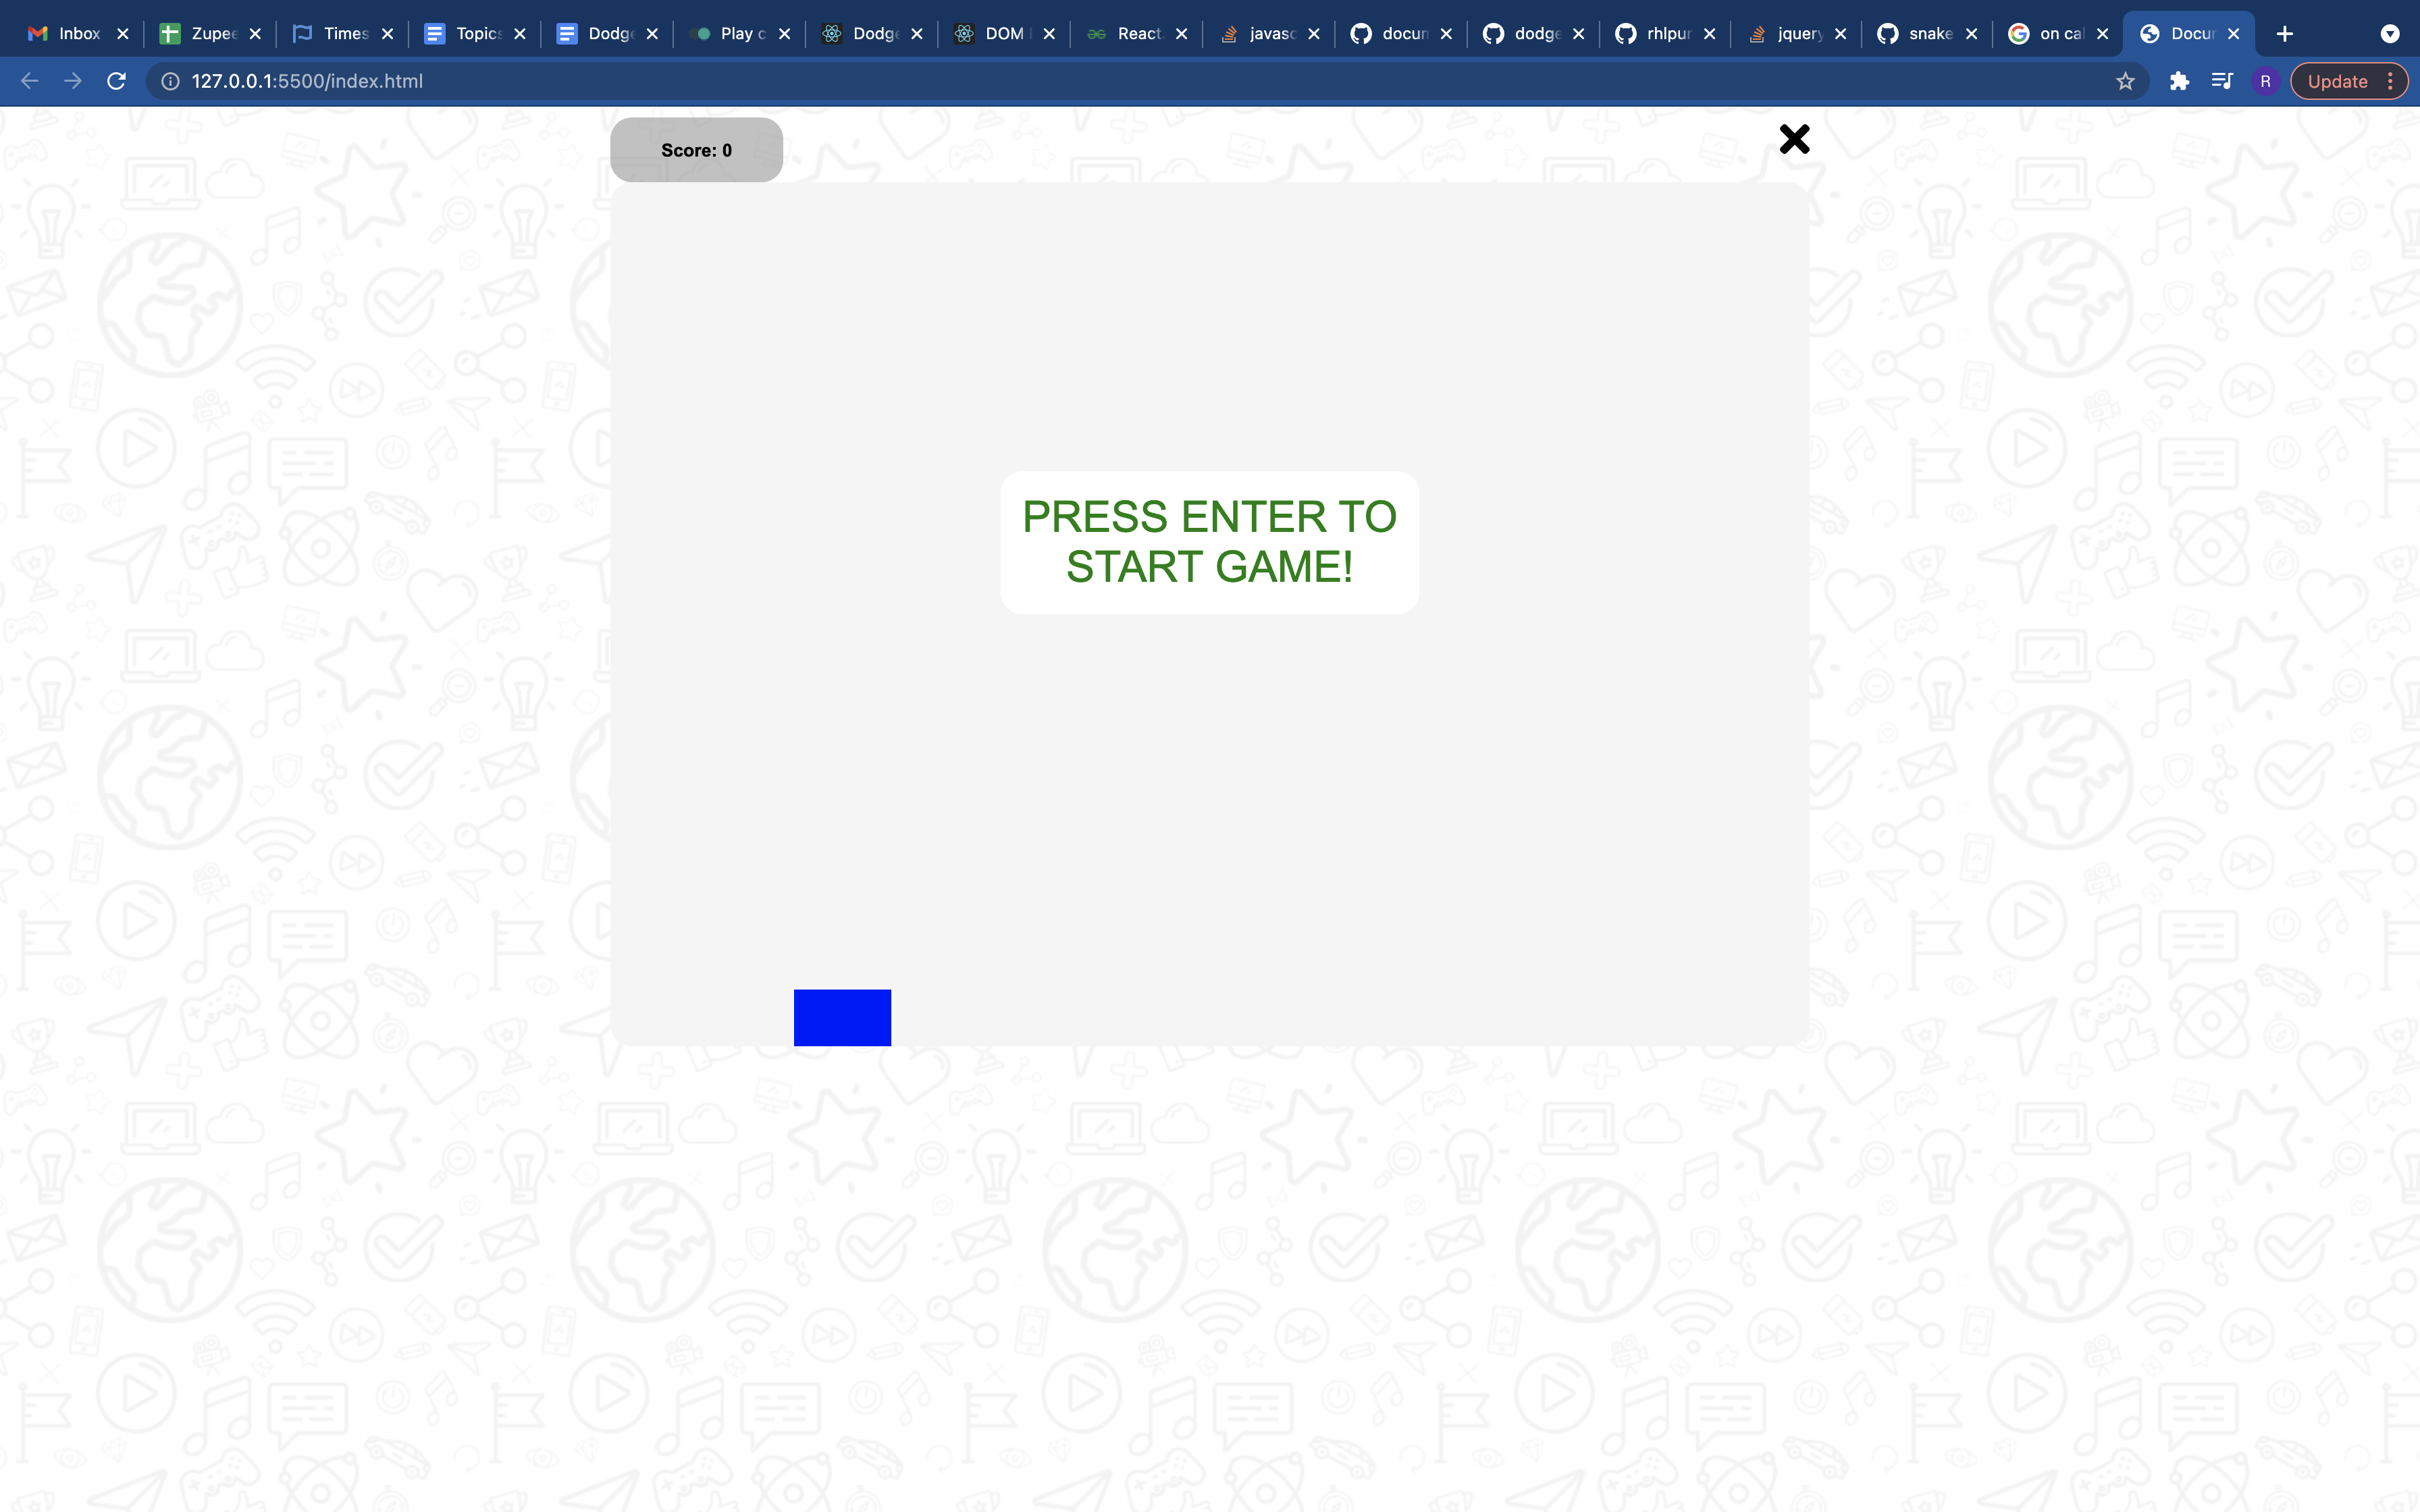 Inbox
Zupee
Times
Topics
Dodge
Play c
Dodge
DOM
React.
javasc
docun
dodge
rhlpur
jquery
snake
on cal
Docur
127.0.0.1:5500/index.html
R
Update
Score: 0
PRESS ENTER TO
START GAME!